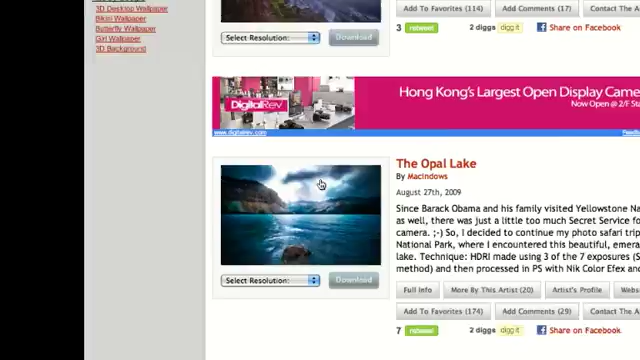 3D Desktop Wallpaper
Bikini Wallpaper
Butterfly Wallpaper
Girl Wallpaper
3D Background
Select Resolution:
Download
Add To Favorites (114)
Add Comments (17)
Contact The A
3
retweet
2 diggs
digg it
Share on Facebook
DigitalRev
Hong Kong's Largest Open Display Came
Now Open @ 2/F Sta
www.digitalrev.com
Feedb
The Opal Lake
By MacIndows
August 27th, 2009
Since Barack Obama and his family visited Yellowstone Na
as well, there was just a little too much Secret Service fo
camera. ;-) So, I decided to continue my photo safari trip
National Park, where I encountered this beautiful, emera
lake. Technique: HDRI made using 3 of the 7 exposures (S
method) and then processed in PS with Nik Color Efex an
Select Resolution:
Download
Full Info
More By This Artist (20)
Artist's Profile
Webs
Add To Favorites (174)
Add Comments (29)
Contact The A
7
retweet
2 diggs
digg it
Share on Facebook